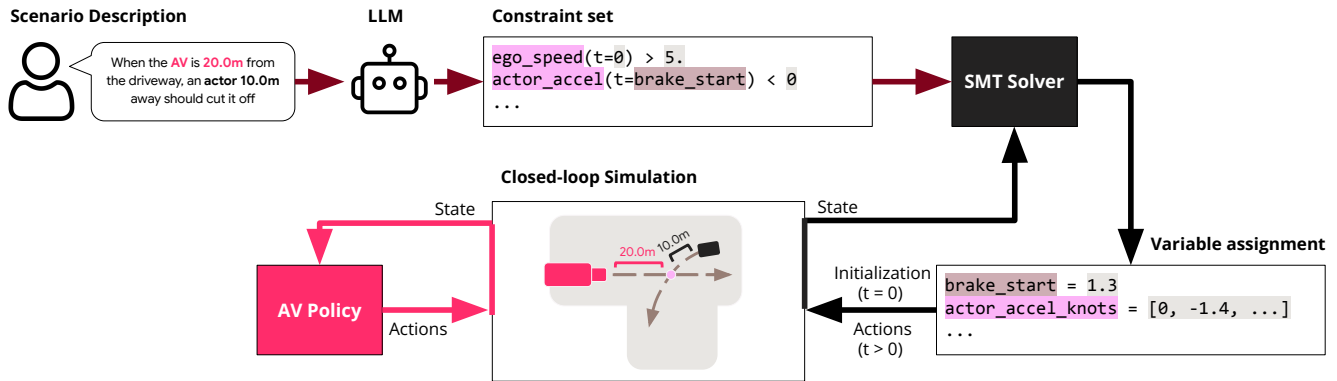 Scenario Description
LLM
Constraint set
When the AV is 20.0m from
the driveway, an actor 10.0m
away should cut it off
ego_speed(t=0) > 5.
actor_accel(t=brake_start) < 0
...
SMT Solver
Closed-loop Simulation
State
State
20.0m
10.0m
AV Policy
Actions
Initialization
(t = 0)
Actions
(t > 0)
Variable assignment
brake_start = 1.3
actor_accel_knots = [0, -1.4, ...]
...